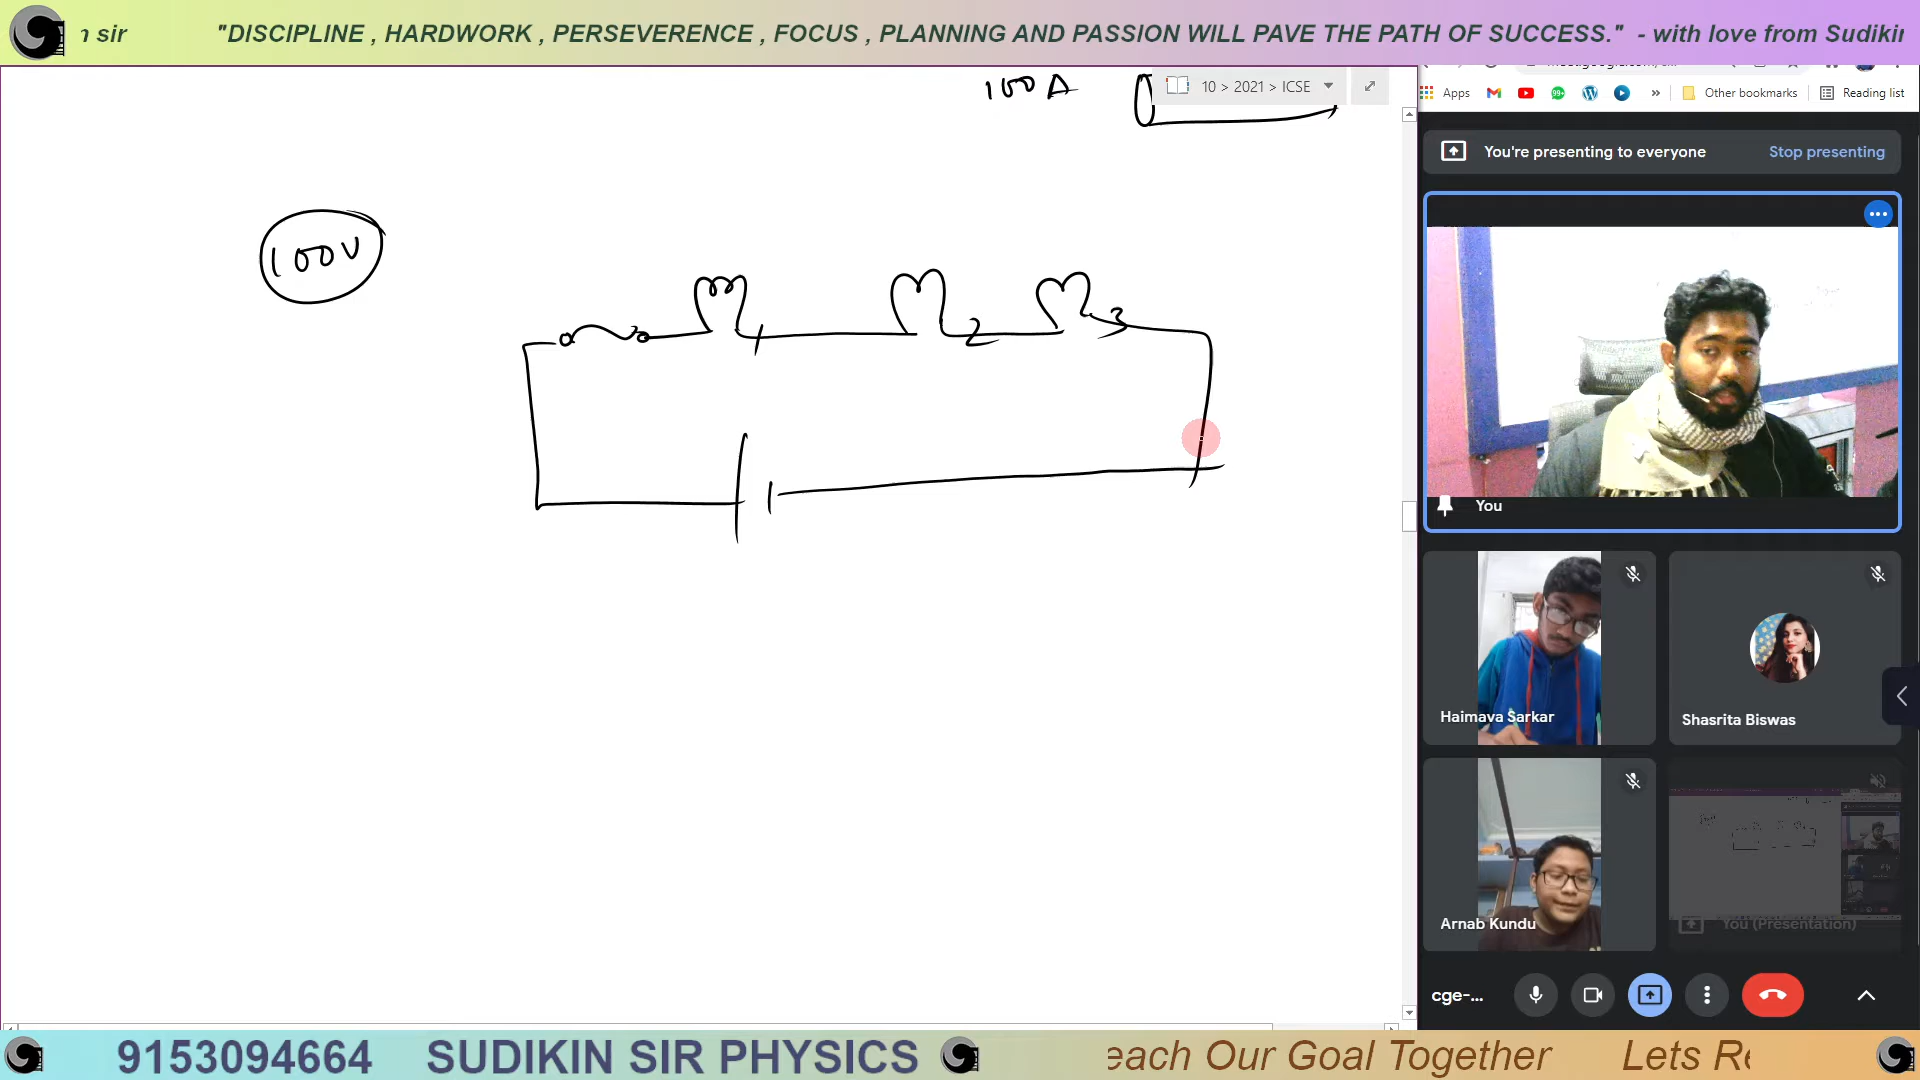 n sir "DISCIPLINE , HARDWORK , PERSEVERENCE , FOCUS , PLANNING AND PASSION WILL PAVE THE PATH OF SUCCESS." - with love from Sudikin
100 A
10 > 2021 > ICSE
Apps
99+
»
Other bookmarks
Reading list
You're presenting to everyone
Stop presenting
100V
1
2
3
You
Haimava Sarkar
Shasrita Biswas
Arnab Kundu
You (Presentation)
cge-...
9153094664 SUDIKIN SIR PHYSICS
each Our Goal Together Lets Re